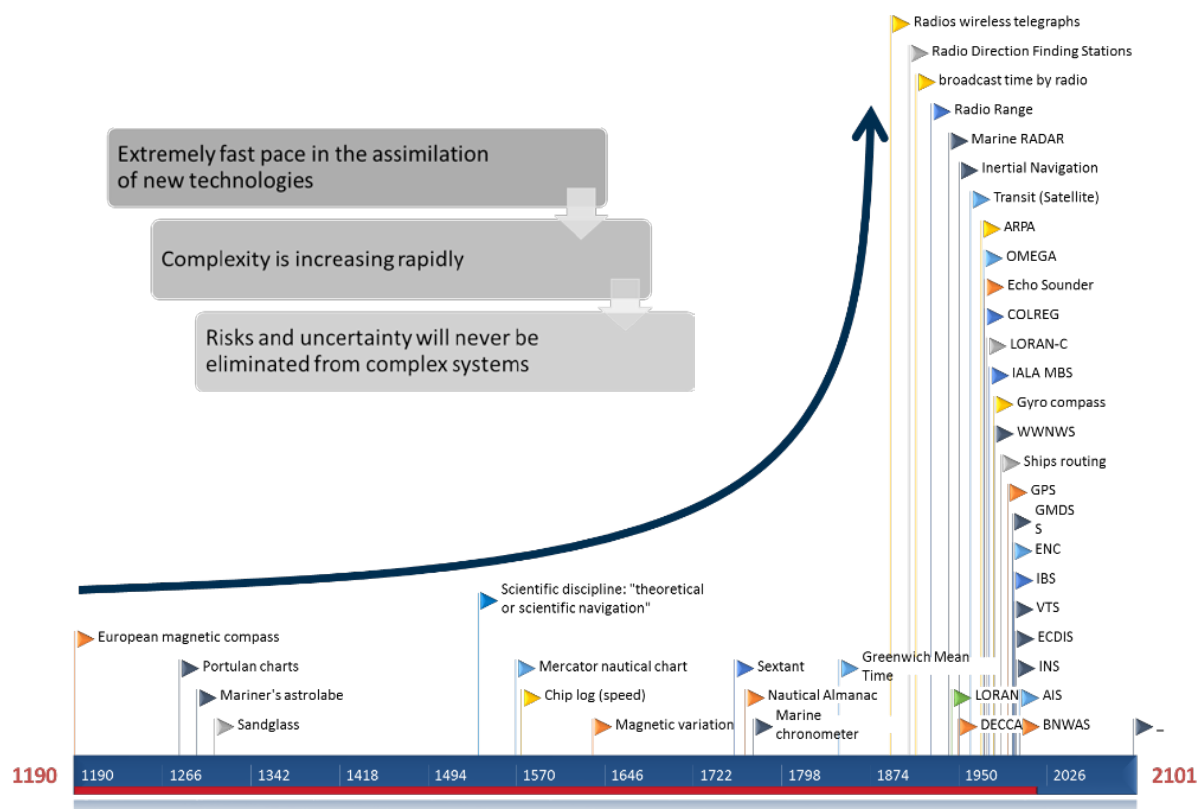 Radios wireless telegraphs
Radio Direction Finding Stations
broadcast time by radio
Radio Range
Marine RADAR
Inertial Navigation
Transit (Satellite)
ARPA
OMEGA
Echo Sounder
COLREG
LORAN-C
IALA MBS
Gyro compass
WWNWS
Ships routing
GPS
GMDS
S
ENC
IBS
VTS
ECDIS
INS
AIS
BNWAS
Extremely fast pace in the assimilation
of new technologies
Complexity is increasing rapidly
Risks and uncertainty will never be
eliminated from complex systems
Scientific discipline: "theoretical
or scientific navigation"
European magnetic compass
Portulan charts
Mariner's astrolabe
Sandglass
Mercator nautical chart
Chip log (speed)
Magnetic variation
Sextant
Nautical Almanac
Marine
chronometer
Greenwich Mean
Time
LORAN
DECCA
_
1190
1190
1266
1342
1418
1494
1570
1646
1722
1798
1874
1950
2026
2101